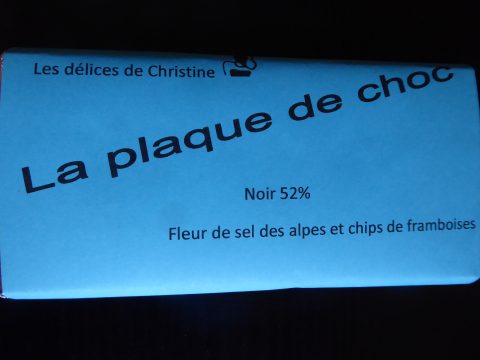 Les délices de Christine
La plaque de choc
Noir 52%
Fleur de sel des alpes et chips de framboises